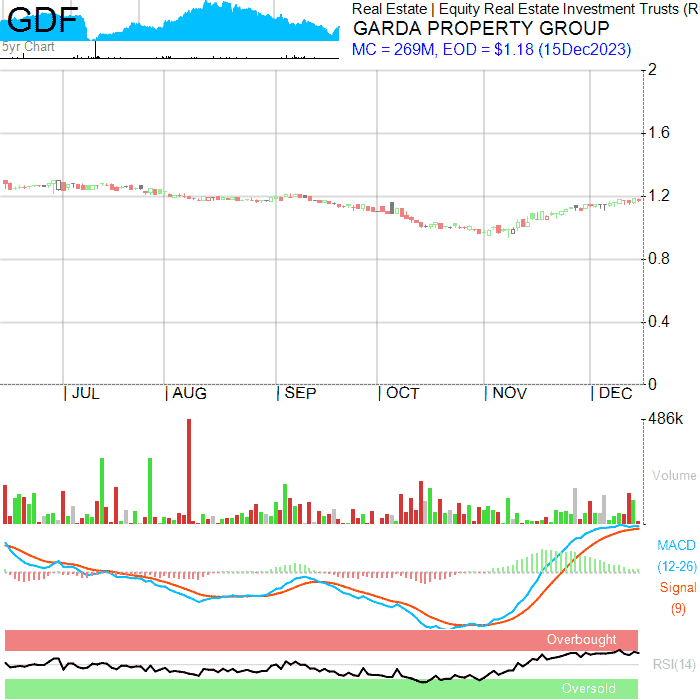 GDF
5yr Chart
Real Estate | Equity Real Estate Investment Trusts (R
GARDA PROPERTY GROUP
MC = 269M, EOD = $1.18 (15Dec2023)
2
1.6
1.2
0.8
0.4
0
JUL AUG SEP OCT NOV DEC
486k
Volume
MACD
(12-26)
Signal
(9)
Overbought
RSI(14)
Oversold